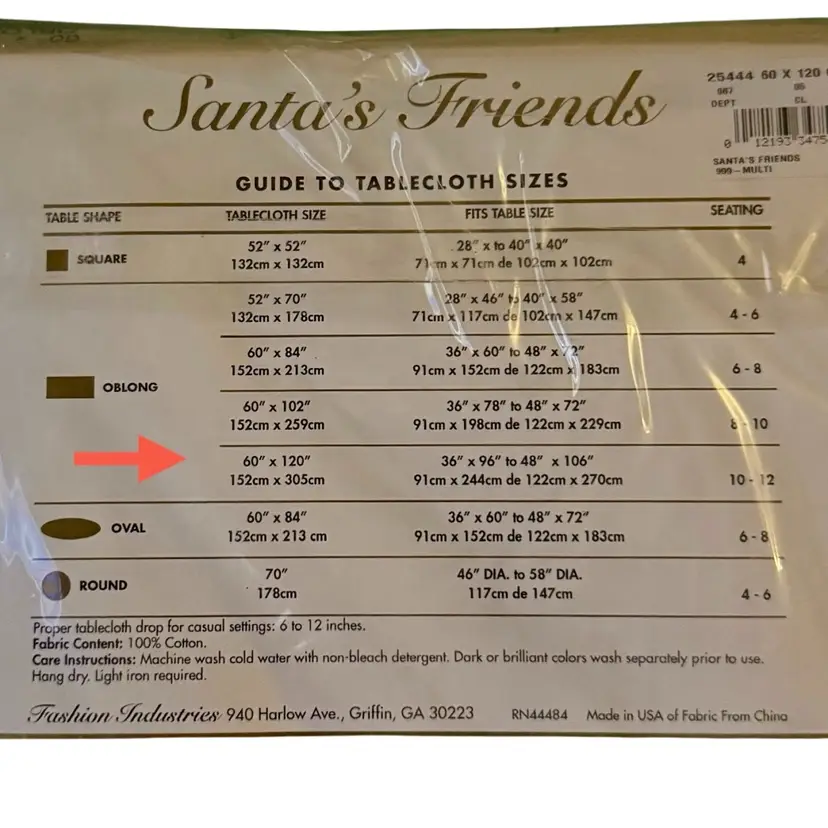 25444 60 X 120
987 05
DEPT CL
0 12193 3475
SANTA'S FRIENDS
999-MULTI
Santa's Friends
GUIDE TO TABLECLOTH SIZES
TABLE SHAPE TABLECLOTH SIZE FITS TABLE SIZE SEATING
52" x 52" 28" x to 40" x 40"
SQUARE 132cm x 132cm 71cm x 71cm de 102cm x 102cm 4
52" x 70" 28" x 46" to 40" x 58"
132cm x 178cm 71cm x 117cm de 102cm x 147cm 4 - 6
60" x 84" 36" x 60" to 48" x 72"
152cm x 213cm 91cm x 152cm de 122cm x 183cm 6 - 8
OBLONG
60" x 102" 36" x 78" to 48" x 72"
152cm x 259cm 91cm x 198cm de 122cm x 229cm 8 - 10
60" x 120" 36" x 96" to 48" x 106"
152cm x 305cm 91cm x 244cm de 122cm x 270cm 10 - 12
60" x 84" 36" x 60" to 48" x 72"
OVAL 152cm x 213 cm 91cm x 152cm de 122cm x 183cm 6 - 8
70" 46" DIA. to 58" DIA.
ROUND 178cm 117cm de 147cm 4 - 6
Proper tablecloth drop for casual settings: 6 to 12 inches.
Fabric Content: 100% Cotton.
Care Instructions: Machine wash cold water with non-bleach detergent. Dark or brilliant colors wash separately prior to use.
Hang dry. Light iron required.
Fashion Industries 940 Harlow Ave., Griffin, GA 30223 RN44484 Made in USA of Fabric From China